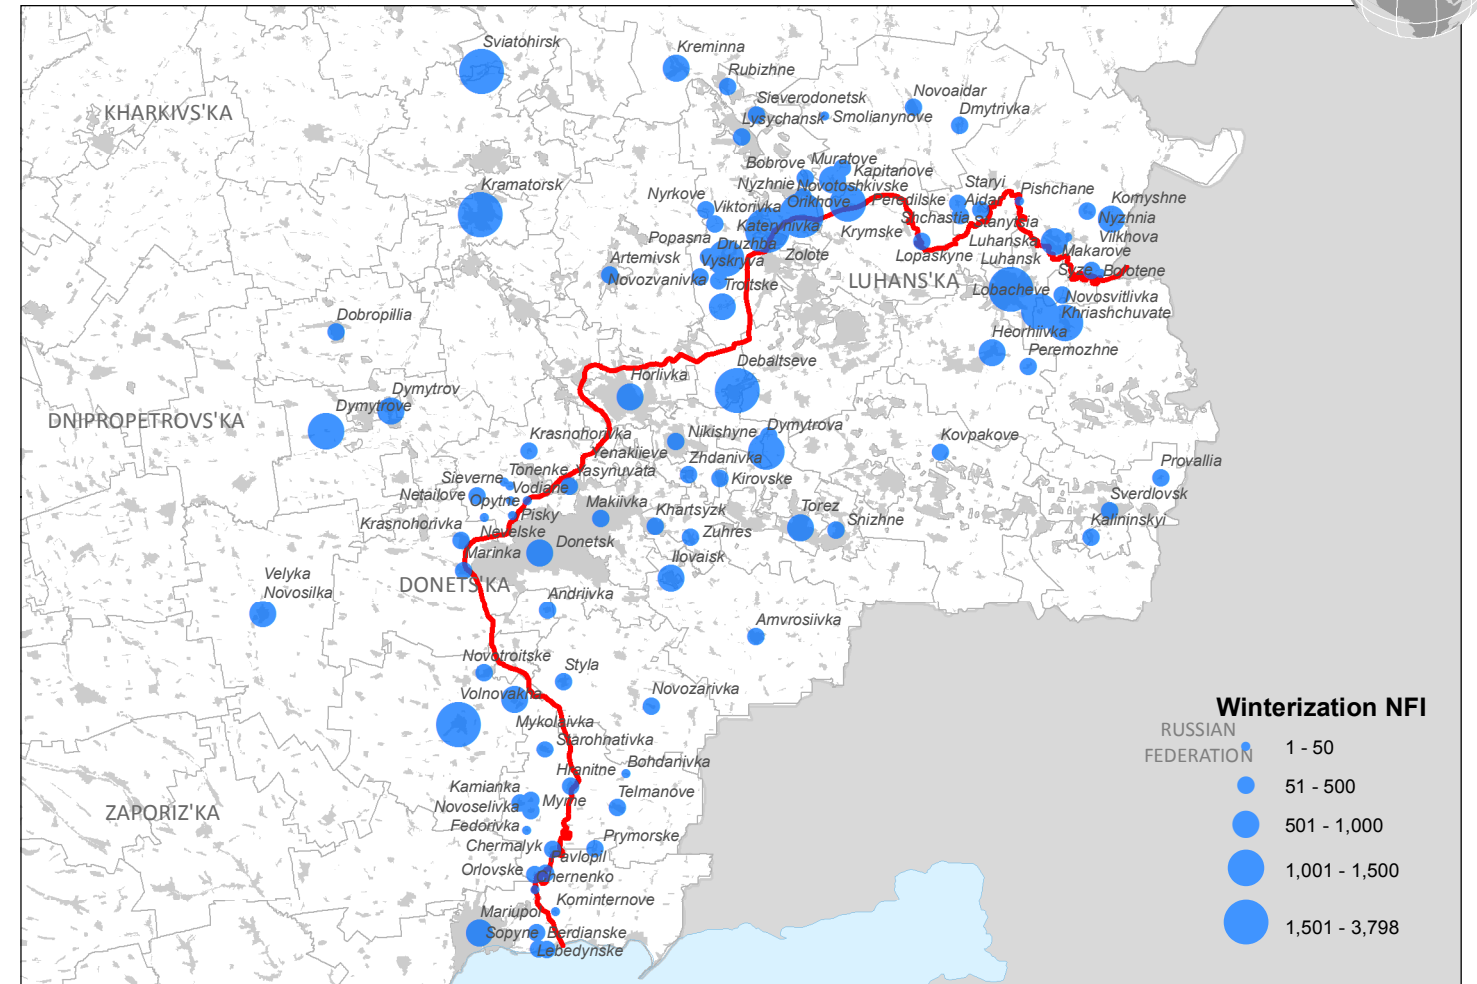 Sviatohirsk
Kreminna
Rubizhne
KHARKIVS'KA
Sieverodonetsk
Novoaidar
Lysychansk
Smolianynove
Dmytrivka
Bobrove
Muratove
Kapitanove
Kramatorsk
Nyzhnie
Novotoshkivske
Staryi
Aidar
Pishchane
Nyrkove
Viktorivka
Orikhove
Peredilske
Komyshne
Katerynivka
Shchastia
Stanytsia
Luhanska
Nyzhnia
Vilkhova
Popasna
Druzhba
Krymske
Makarove
Artemivsk
Vyskryva
Zolote
Lopaskyne
Luhansk
Syze
Bolotene
Novozvanivka
Troitske
LUHANS'KA
Lobacheve
Novosvitlivka
Dobropillia
Khriashchuvate
Heorhiivka
Peremozhne
Debaltseve
Horlivka
Dymytrov
Dymytrove
DNIPROPETROVS'KA
Krasnohorivka
Nikishyne
Dymytrova
Kovpakove
Yenakiieve
Zhdanivka
Sieverne
Tonenke
Yasynuvata
Kirovske
Provallia
Netailove
Opytne
Vodiane
Makiivka
Sverdlovsk
Krasnohorivka
Pisky
Khartsyzk
Torez
Snizhne
Kalininskyi
Nevelske
Donetsk
Zuhres
Marinka
Ilovaisk
DONETS'KA
Velyka
Novosilka
Andriivka
Amvrosiivka
Novotroitske
Styla
Volnovakha
Novozarivka
Mykolaivka
Starohnativka
Hranitne
Bohdanivka
Kamianka
Telmanove
Novoselivka
Myrne
ZAPORIZ'KA
Fedorivka
Chermalyk
Prymorske
Pavlopil
Orlovske
Chernenko
Kominternove
Mariupol
Sopyne
Berdianske
Lebedynske
RUSSIAN
FEDERATION
Winterization NFI
1 - 50
51 - 500
501 - 1,000
1,001 - 1,500
1,501 - 3,798